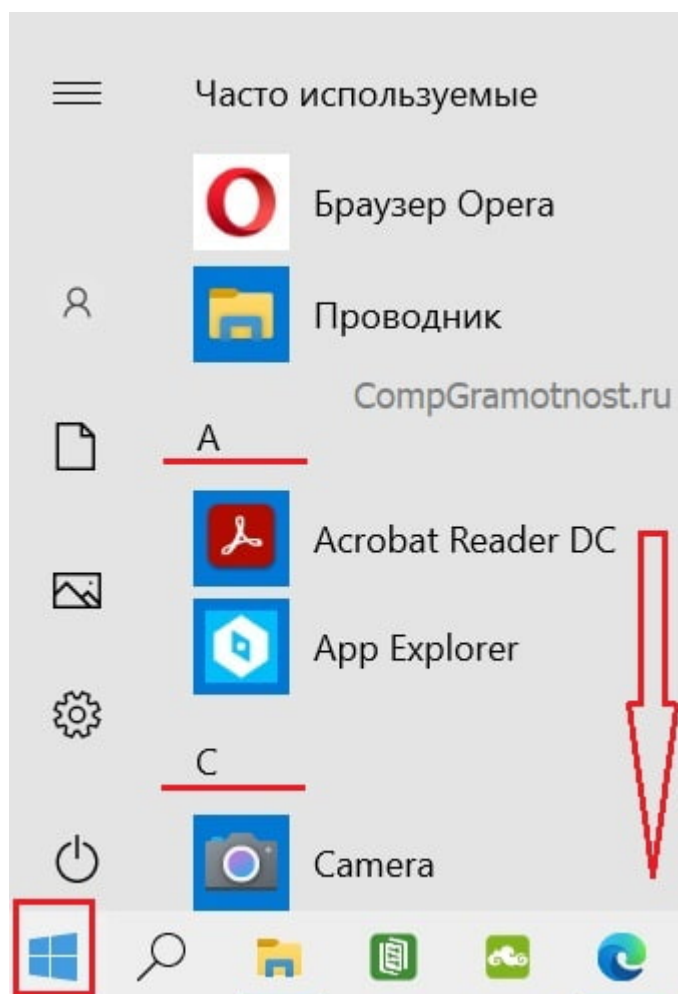 Часто используемые
Браузер Opera
Проводник
CompGramotnost.ru
A
Acrobat Reader DC
App Explorer
C
Camera